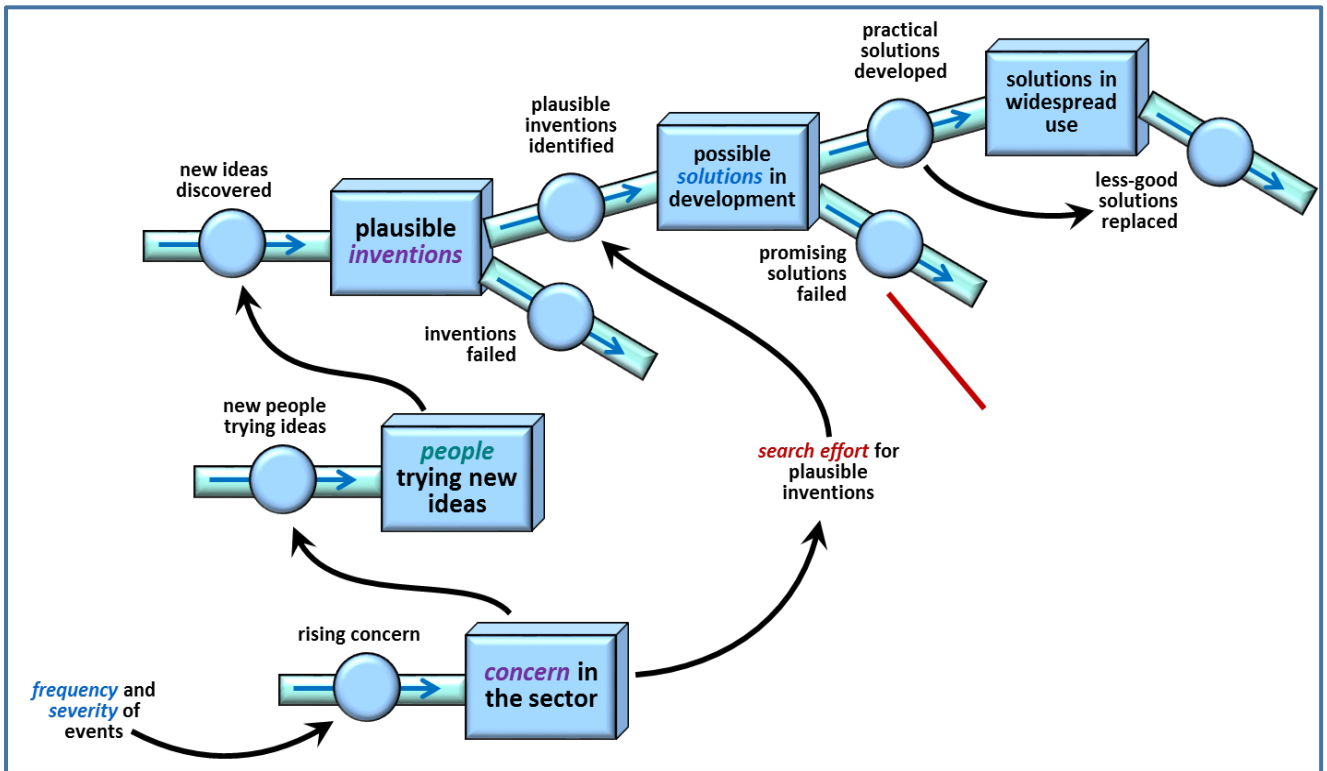 practical
solutions
developed
solutions in
widespread
use
plausible
inventions
identified
possible
solutions in
development
less-good
solutions
replaced
new ideas
discovered
plausible
inventions
promising
solutions
failed
inventions
failed
new people
trying ideas
people
trying new
ideas
search effort for
plausible
inventions
rising concern
concern in
the sector
frequency and
severity of
events